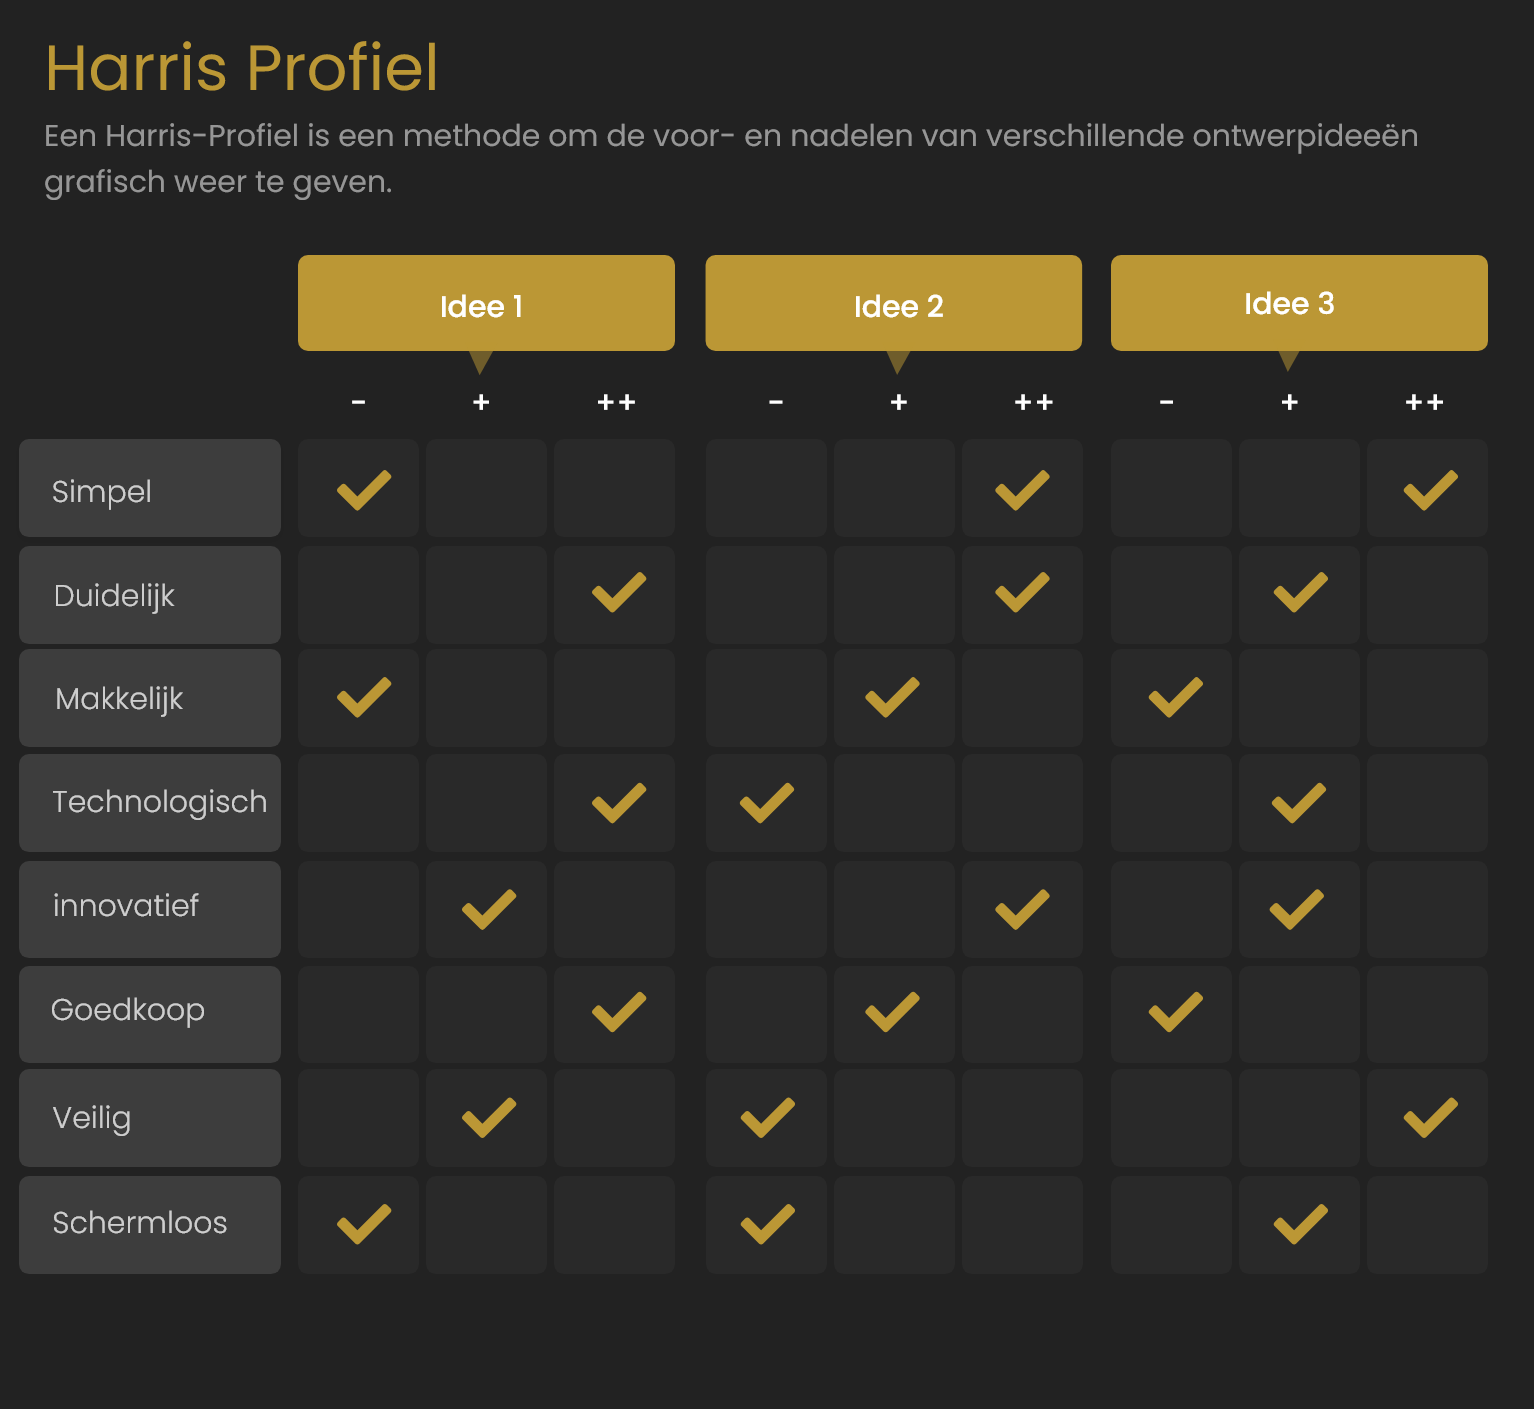 Harris Profiel
Een Harris-Profiel is een methode om de voor- en nadelen van verschillende ontwerpideeën
grafisch weer te geven.
Idee 1 Idee 2 Idee 3
- + ++ - + ++ - + ++
Simpel
Duidelijk
Makkelijk
Technologisch
innovatief
Goedkoop
Veilig
Schermloos